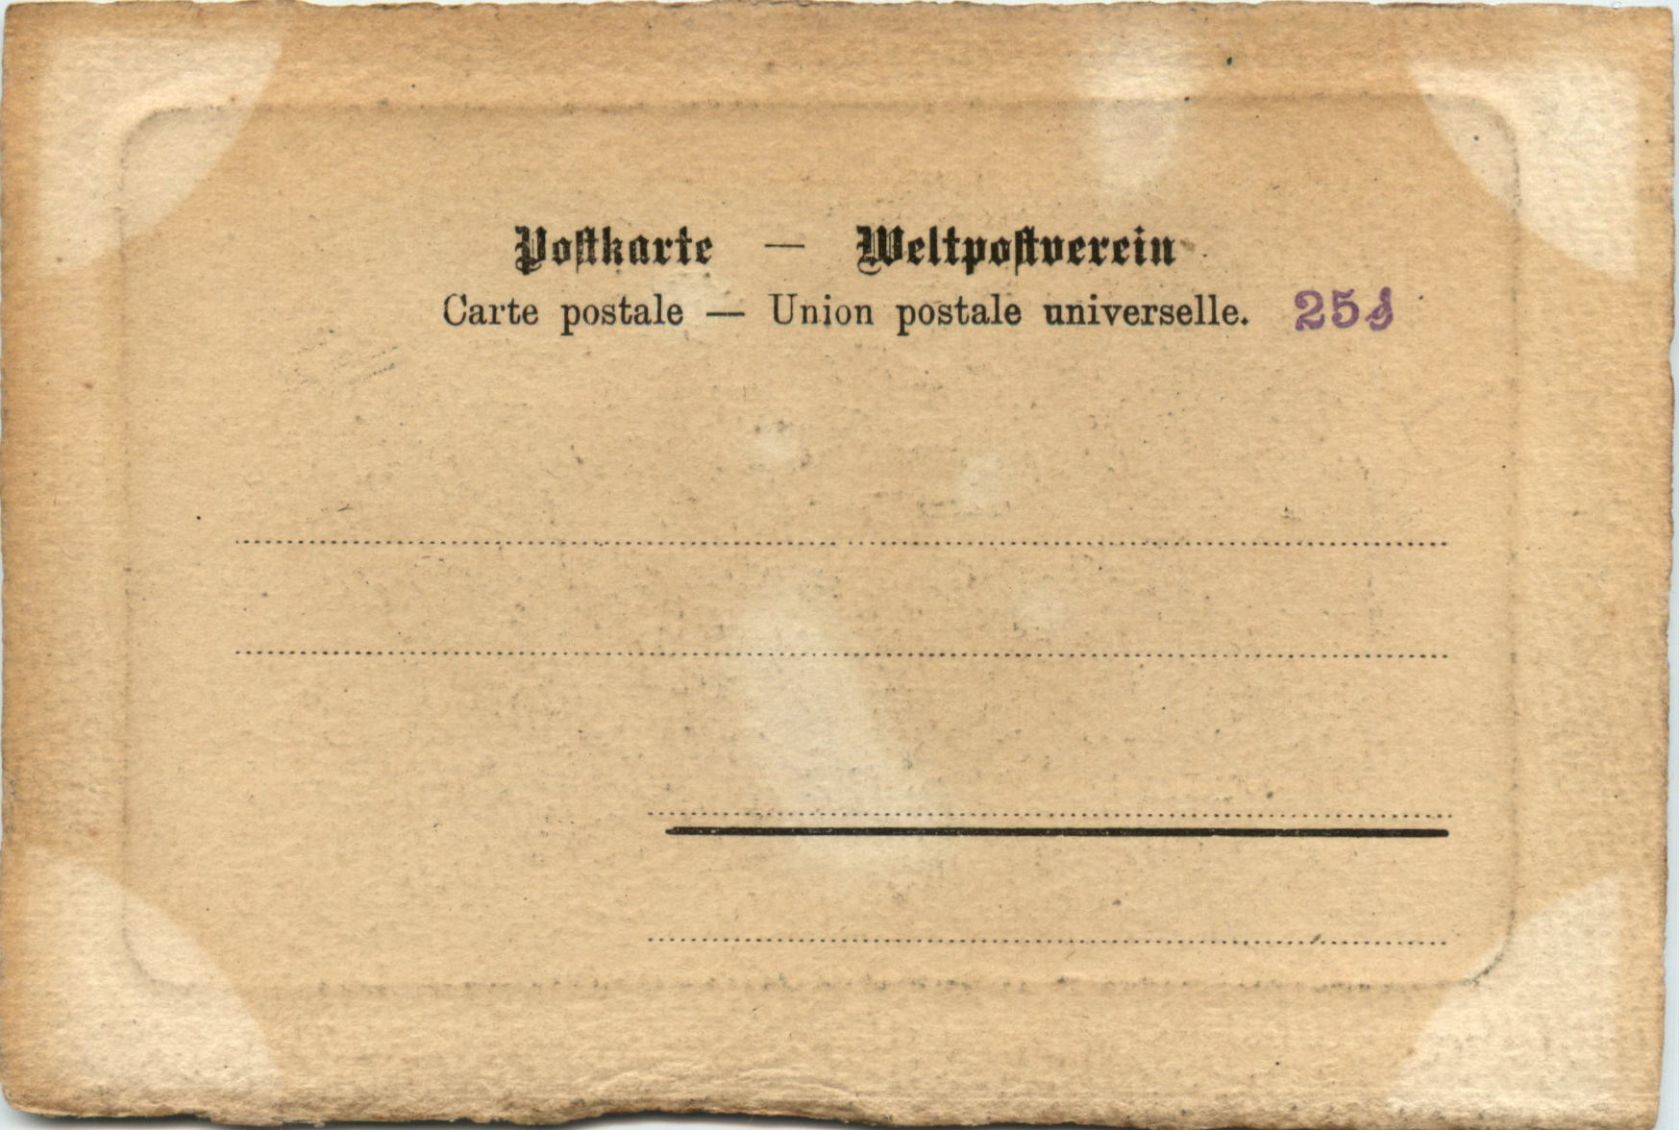 Postkarte — Weltpostverein
Carte postale — Union postale universelle. 25